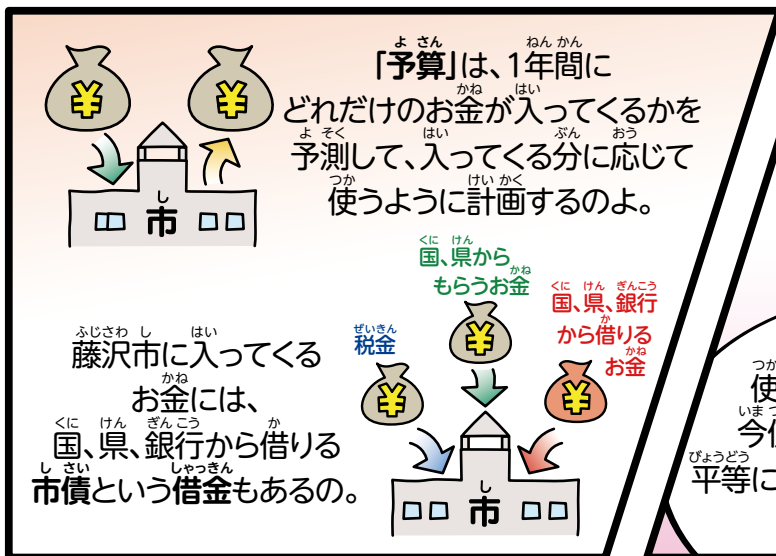 「予算」は、1年間に
どれだけのお金が入ってくるかを
予測して、入ってくる分に応じて
使うように計画するのよ。
¥
¥
市
国、県から
もらうお金
国、県、銀行
から借りる
お金
税金
¥
¥
¥
藤沢市に入ってくる
お金には、
国、県、銀行から借りる
市債という借金もあるの。
市
使
今
平等に